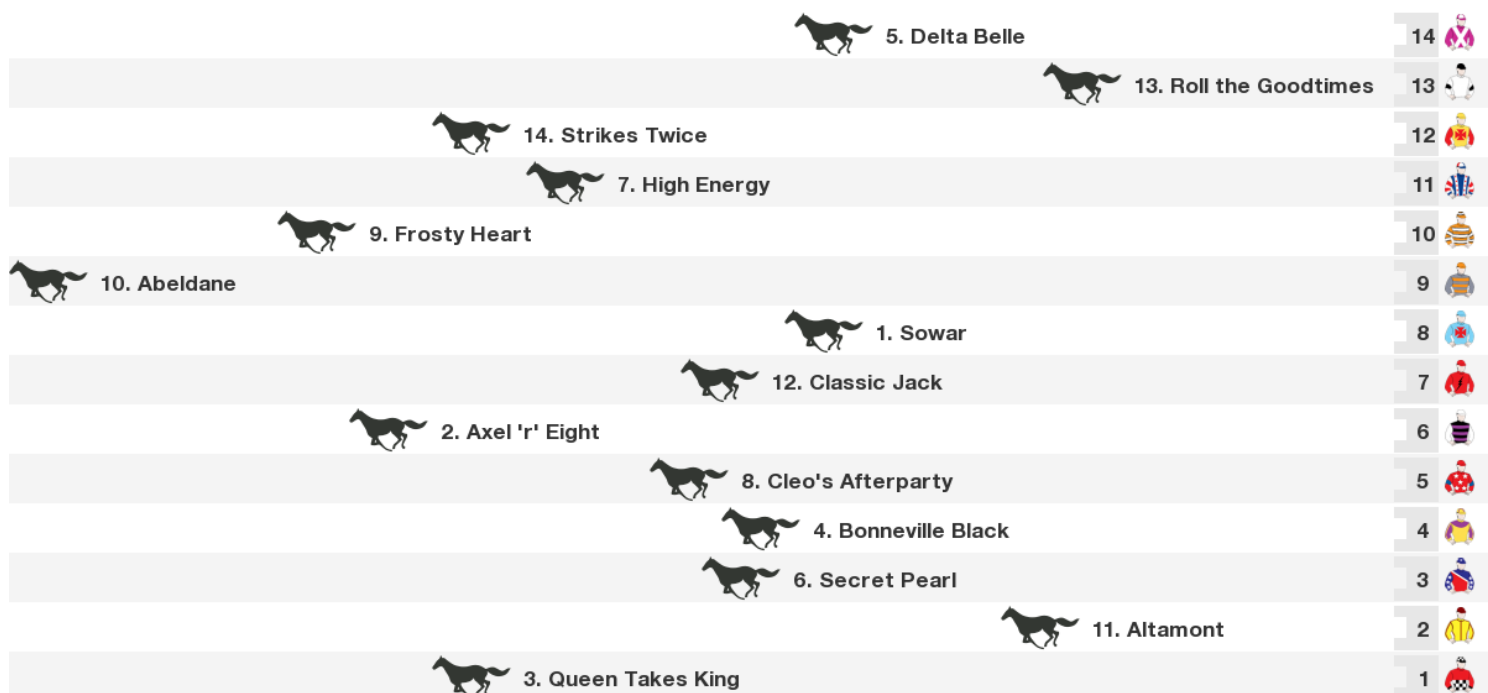 5. Delta Belle 14
13. Roll the Goodtimes 13
14. Strikes Twice 12
7. High Energy 11
9. Frosty Heart 10
10. Abeldane 9
1. Sowar 8
12. Classic Jack 7
2. Axel 'r' Eight 6
8. Cleo's Afterparty 5
4. Bonneville Black 4
6. Secret Pearl 3
11. Altamont 2
3. Queen Takes King 1